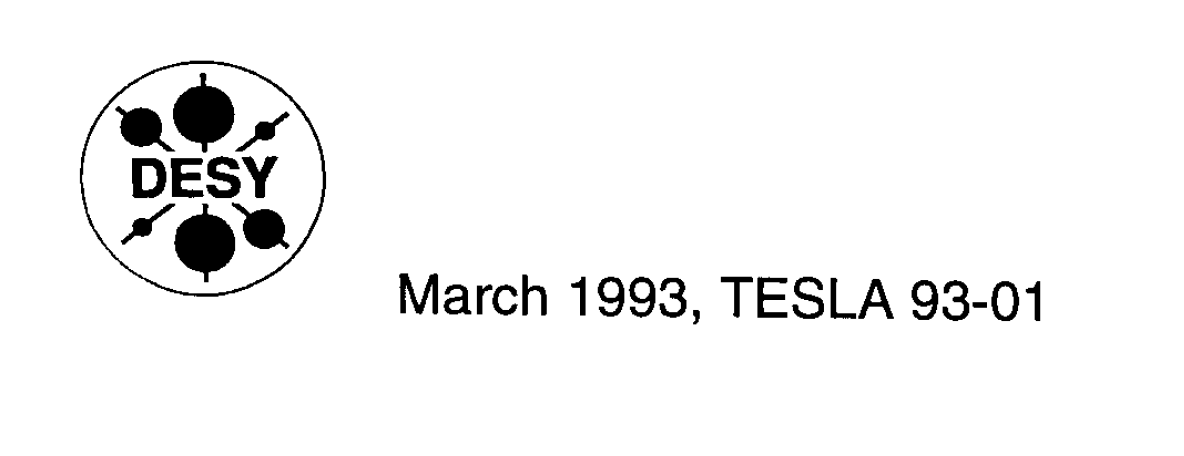 DESY
March 1993, TESLA 93-01